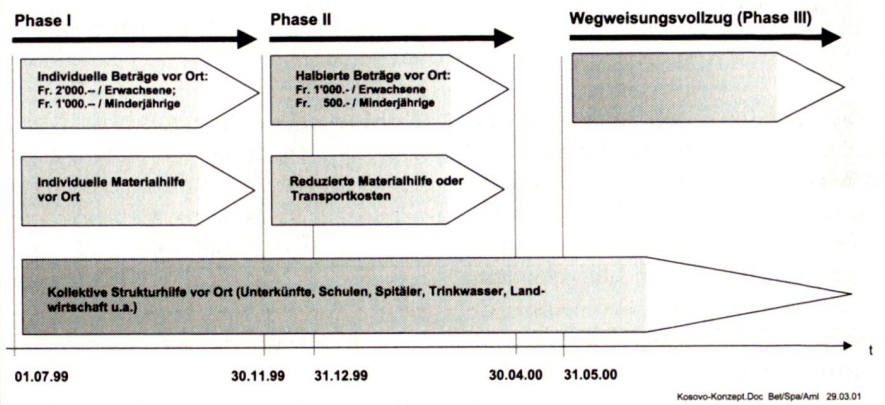 Phase I
Phase II
Wegweisungsvollzug (Phase III)
Individuelle Beträge vor Ort:
Fr. 2'000.-- / Erwachsene;
Fr. 1'000.-- / Minderjährige
Halbierte Beträge vor Ort:
Fr. 1'000.- / Erwachsene
Fr. 500.- / Minderjährige
Individuelle Materialhilfe
vor Ort
Reduzierte Materialhilfe oder
Transportkosten
Kollektive Strukturhilfe vor Ort (Unterkünfte, Schulen, Spitäler, Trinkwasser, Land-
wirtschaft u.a.)
t
01.07.99
30.11.99
31.12.99
30.04.00
31.05.00
Kosovo-Konzept.Doc Bet/Spa/Aml 29.03.01